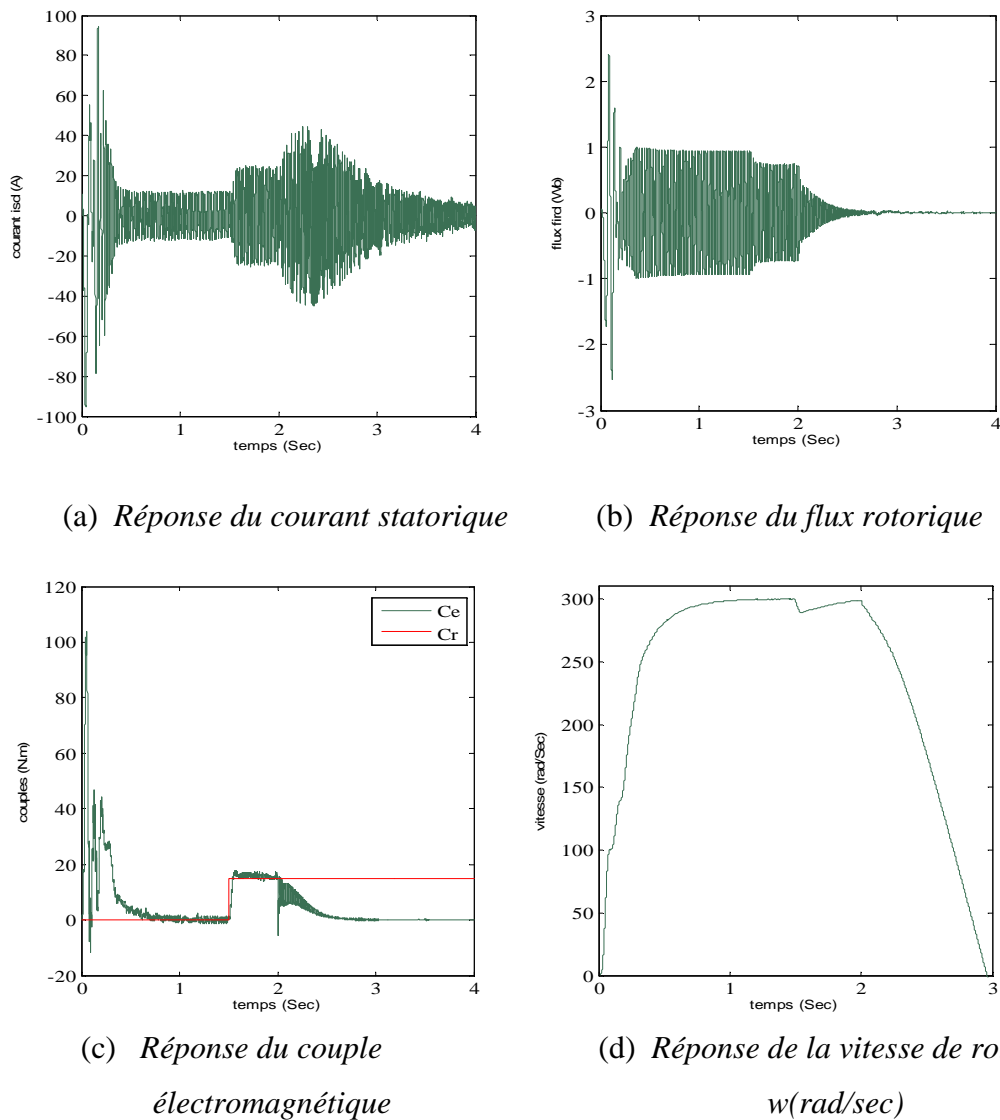 100
80
60
40
20
0
-20
-40
-60
-80
-100
courant isd (A)
0 1 2 3 4
temps (Sec)
3
2
1
0
-1
-2
-3
flux fird (Wb)
0 1 2 3 4
temps (Sec)
(a) Réponse du courant statorique
(b) Réponse du flux rotorique
120
100
80
60
40
20
0
-20
couples (N.m)
Ce
Cr
0 1 2 3 4
temps (Sec)
300
250
200
150
100
50
0
vitesse (rad/Sec)
0 1 2 3
temps (Sec)
(c) Réponse du couple
électromagnétique
(d) Réponse de la vitesse de ro
w(rad/sec)